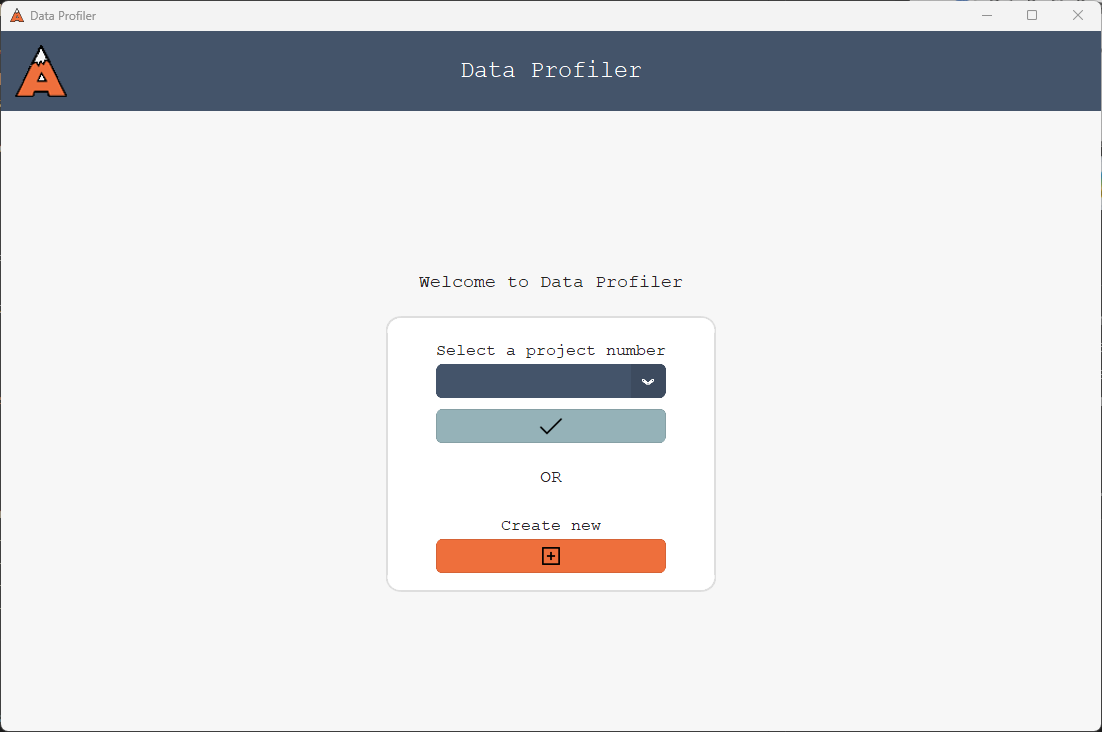 Data Profiler
Data Profiler
Welcome to Data Profiler
Select a project number
OR
Create new